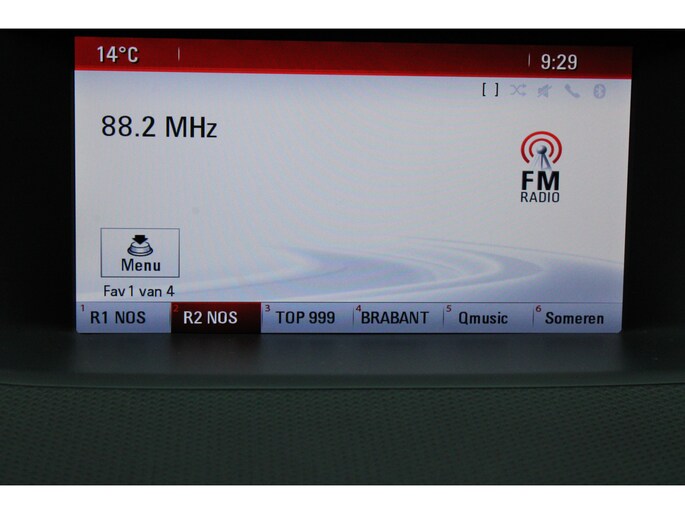 14°C 9:29
[ ]
88.2 MHz
FM
RADIO
Menu
Fav 1 van 4
1 R1 NOS 2 R2 NOS 3 TOP 999 4 BRABANT 5 Qmusic 6 Someren